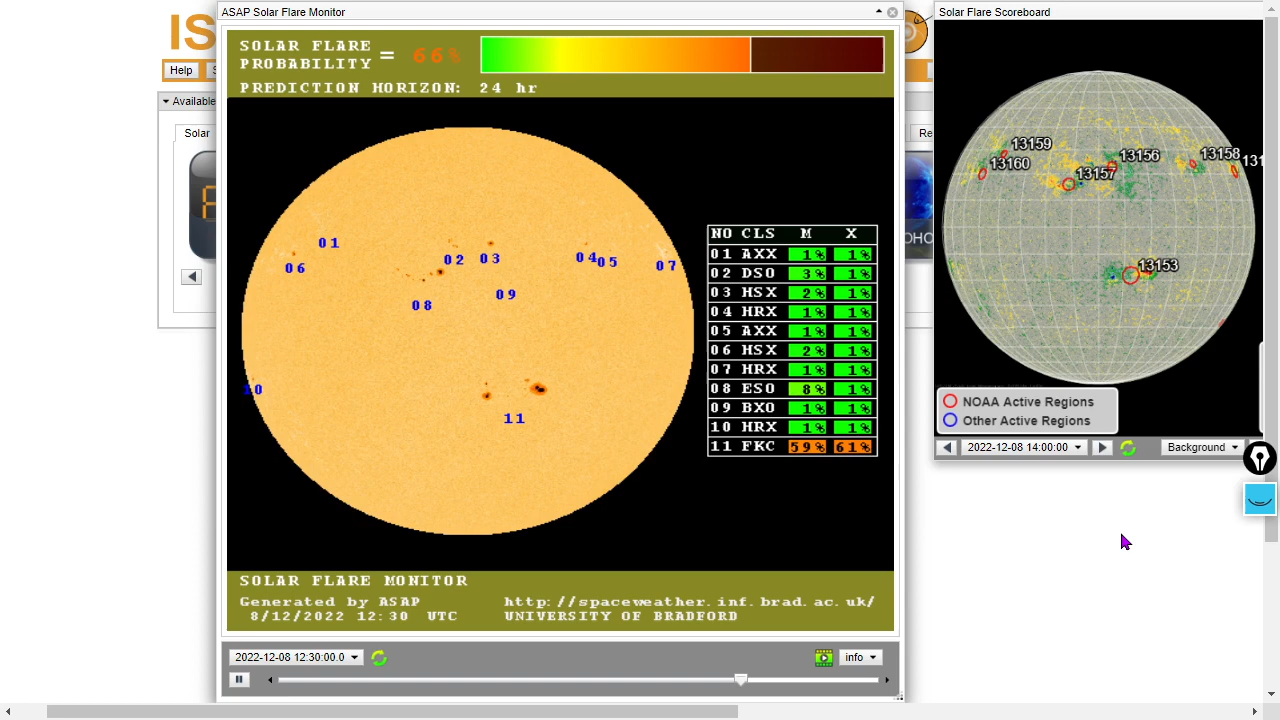 ASAP Solar Flare Monitor
SOLAR FLARE
PROBABILITY = 66%
PREDICTION HORIZON: 24 hr
01
06
02
03
04
05
07
09
08
10
11
NO CLS M X
01 AXX 1% 1%
02 DSO 3% 1%
03 HSX 2% 1%
04 HRX 1% 1%
05 AXX 1% 1%
06 HSX 2% 1%
07 HRX 1% 1%
08 ESO 8% 1%
09 BXO 1% 1%
10 HRX 1% 1%
11 FKC 59% 61%
SOLAR FLARE MONITOR
Generated by ASAP
8/12/2022 12:30 UTC
http://spaceweather.inf.brad.ac.uk/
UNIVERSITY OF BRADFORD
2022-12-08 12:30:00.0
info
Solar Flare Scoreboard
13159
13160
13156
13157
13158
131
13153
NOAA Active Regions
Other Active Regions
2022-12-08 14:00:00
Background
IS
Help
S
Available
Solar
Re
OHO